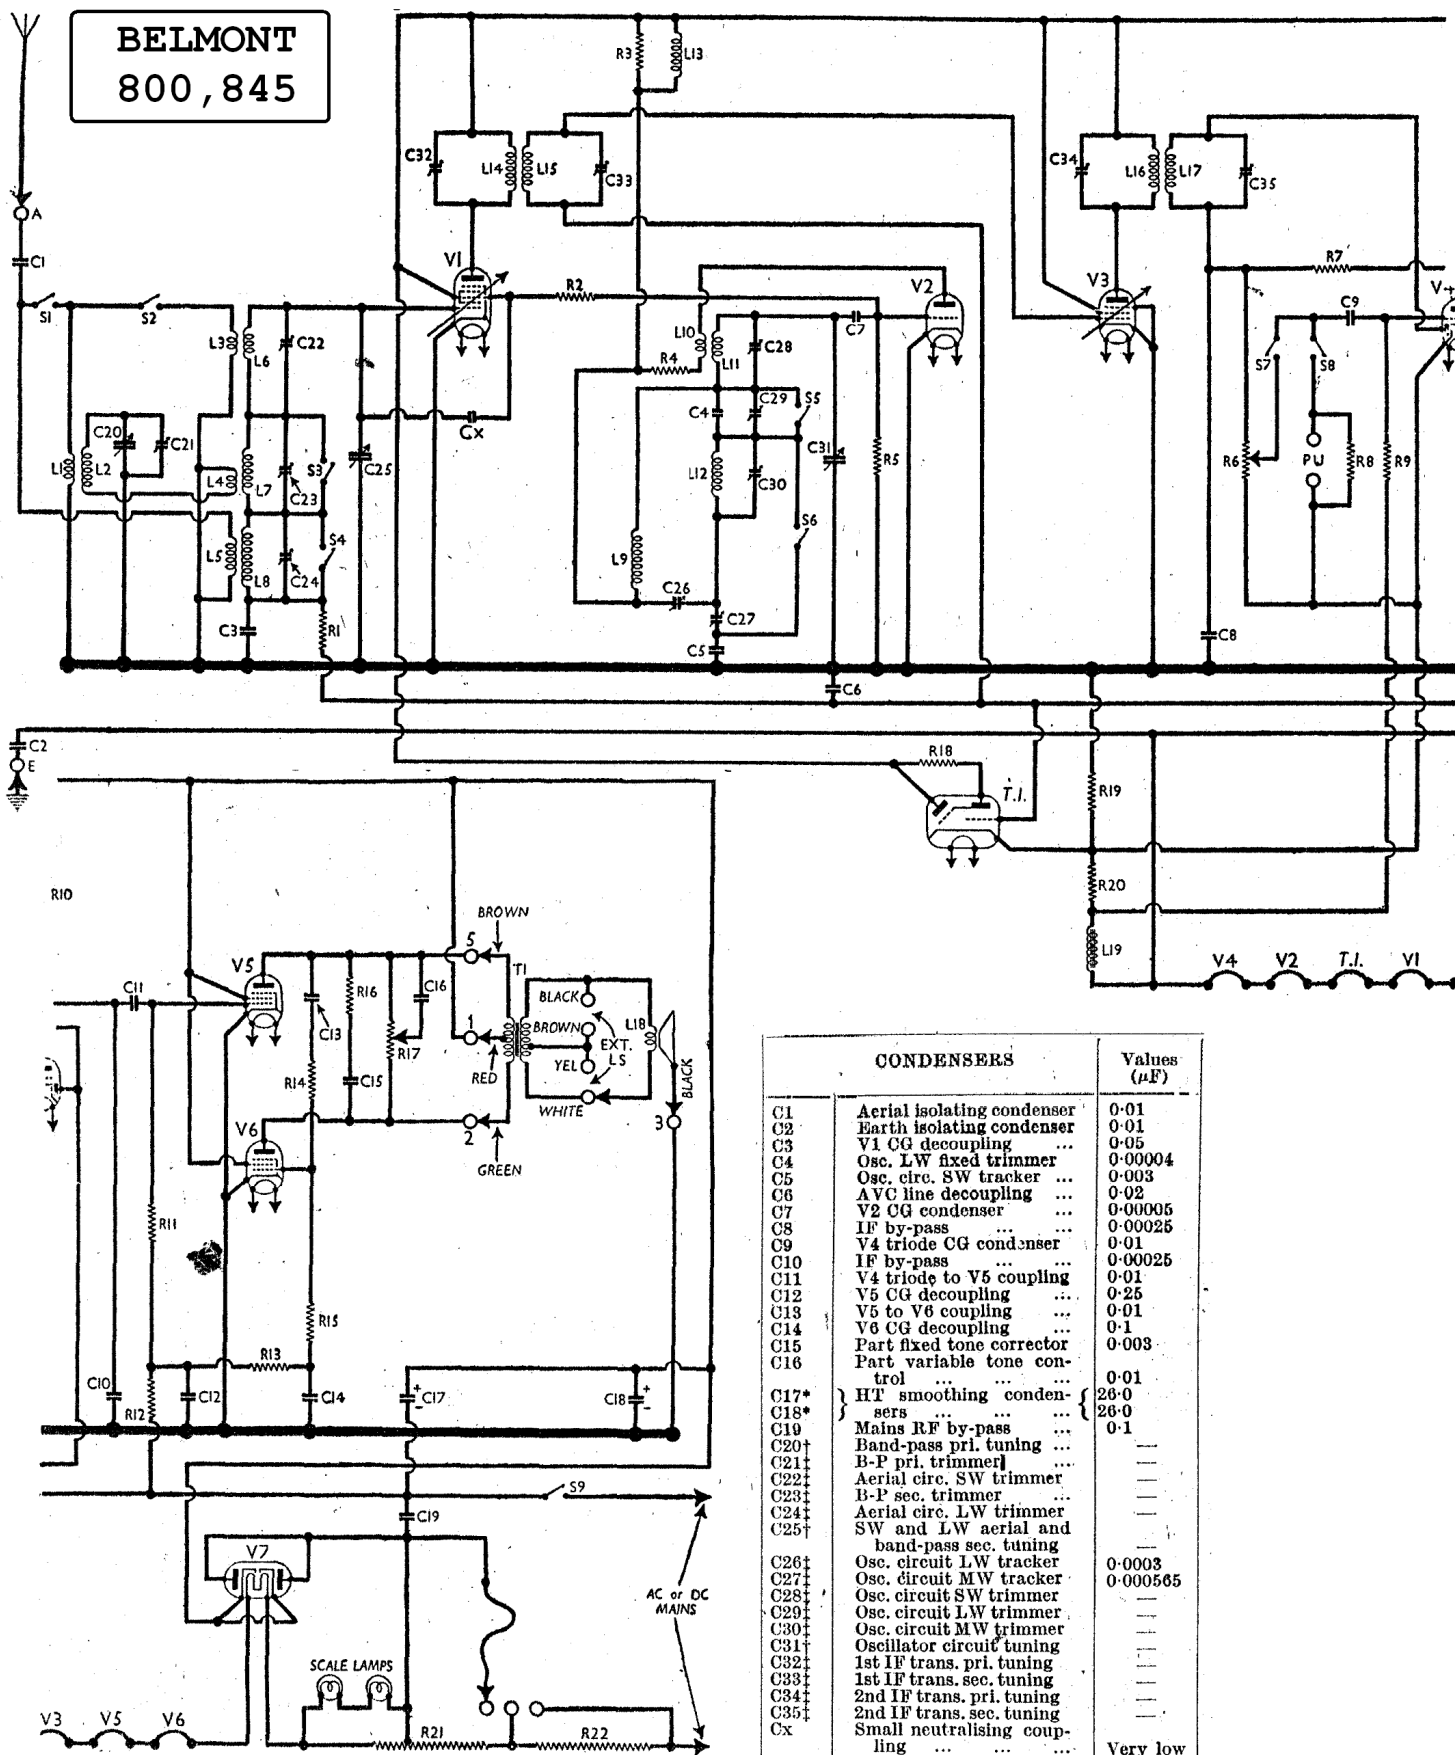 BELMONT
800,845
R3
L13
C32
L14
L15
C33
C34
L16
L17
C35
A
C1
S1
S2
L3
L6
C22
V1
R2
L10
L11
C28
C7
V2
V3
R7
C9
R4
S7
S8
C20
C21
L1
L2
L4
L7
C23
S3
C25
Cx
C4
C29
S5
C31
L12
C30
R5
S6
R6
PU
R8
R9
L5
L8
C24
S4
L9
C26
C27
C3
R1
C5
C6
C8
C2
E
R18
T.I.
R19
R20
L19
V4
V2
T.I.
V1
R10
BROWN
5
V5
C11
R16
C16
T1
BLACK
BROWN
L18
C13
R17
1
EXT.
LS
YEL
RED
R14
C15
WHITE
BLACK
3
V6
2
GREEN
R11
R15
R13
C10
R12
C12
C14
C17
+
–
C18
+
–
S9
C19
V7
AC or DC
MAINS
SCALE LAMPS
V3
V5
V6
R21
R22
CONDENSERS Values
(μF)
C1 Aerial isolating condenser 0·01
C2 Earth isolating condenser 0·01
C3 V1 CG decoupling ... 0·05
C4 Osc. LW fixed trimmer 0·00004
C5 Osc. circ. SW tracker ... 0·003
C6 AVC line decoupling ... 0·02
C7 V2 CG condenser ... 0·00005
C8 IF by-pass ... ... 0·00025
C9 V4 triode CG condenser 0·01
C10 IF by-pass ... ... 0·00025
C11 V4 triode to V5 coupling 0·01
C12 V5 CG decoupling ... 0·25
C13 V5 to V6 coupling ... 0·01
C14 V6 CG decoupling ... 0·1
C15 Part fixed tone corrector 0·003
C16 Part variable tone con-
trol ... ... ... 0·01
C17* HT smoothing conden- 26·0
C18* sers ... ... ... 26·0
C19 Mains RF by-pass ... 0·1
C20† Band-pass pri. tuning ... —
C21‡ B-P pri. trimmer ... —
C22‡ Aerial circ. SW trimmer —
C23‡ B-P sec. trimmer ... —
C24‡ Aerial circ. LW trimmer —
C25† SW and LW aerial and
band-pass sec. tuning —
C26‡ Osc. circuit LW tracker 0·0003
C27‡ Osc. circuit MW tracker 0·000565
C28‡ Osc. circuit SW trimmer —
C29‡ Osc. circuit LW trimmer —
C30‡ Osc. circuit MW trimmer —
C31† Oscillator circuit tuning —
C32‡ 1st IF trans. pri. tuning —
C33‡ 1st IF trans. sec. tuning —
C34‡ 2nd IF trans. pri. tuning —
C35‡ 2nd IF trans. sec. tuning —
Cx Small neutralising coup-
ling ... ... ... Very low